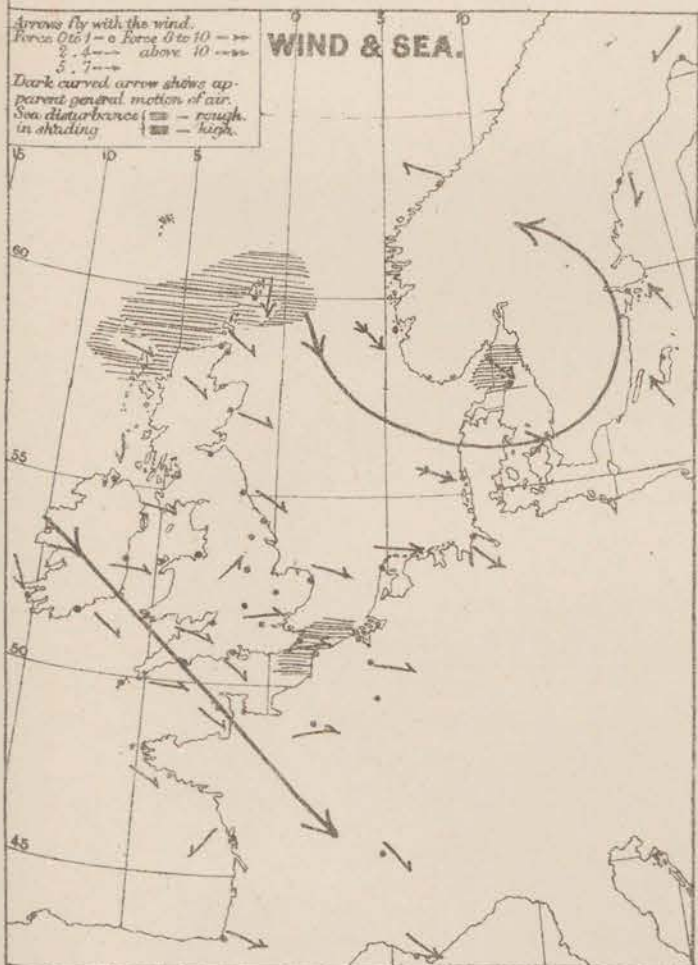 Arrows fly with the wind.
Force 0 to 1 – o Force 8 to 10 –
2 . 4 – above 10 –
5 . 7 –
Dark curved arrow shows ap-
parent general motion of air.
Sea disturbance { – rough.
in shading { – high.
WIND & SEA.
0 10
15 10 5
60
55
50
45